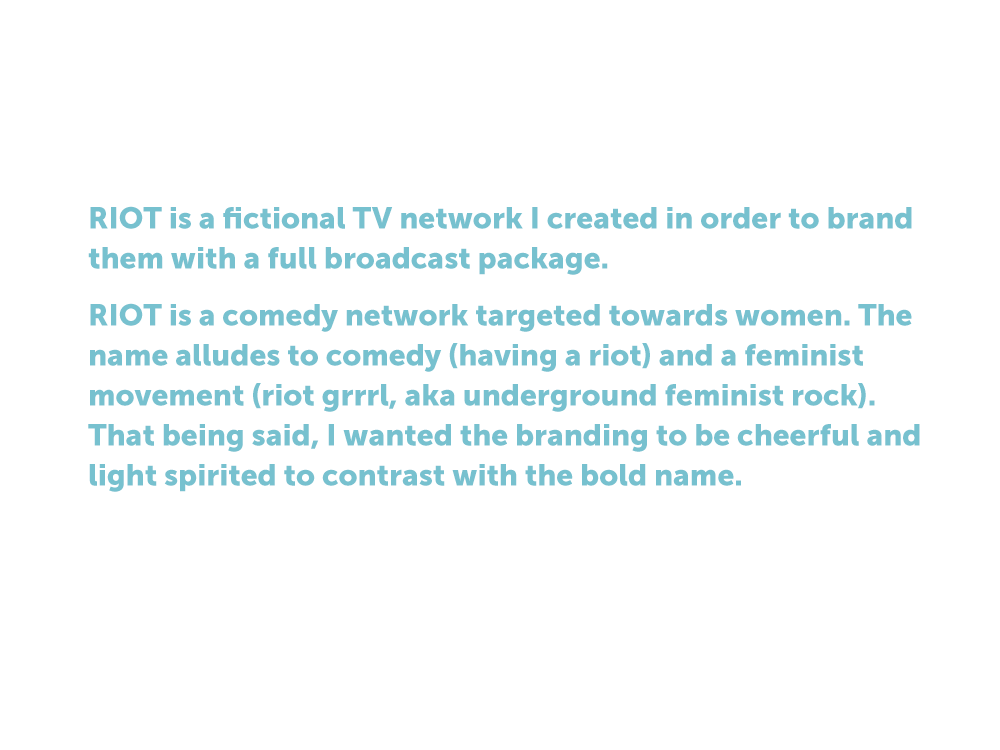 RIOT is a fictional TV network I created in order to brand
them with a full broadcast package.
RIOT is a comedy network targeted towards women. The
name alludes to comedy (having a riot) and a feminist
movement (riot grrrl, aka underground feminist rock).
That being said, I wanted the branding to be cheerful and
light spirited to contrast with the bold name.